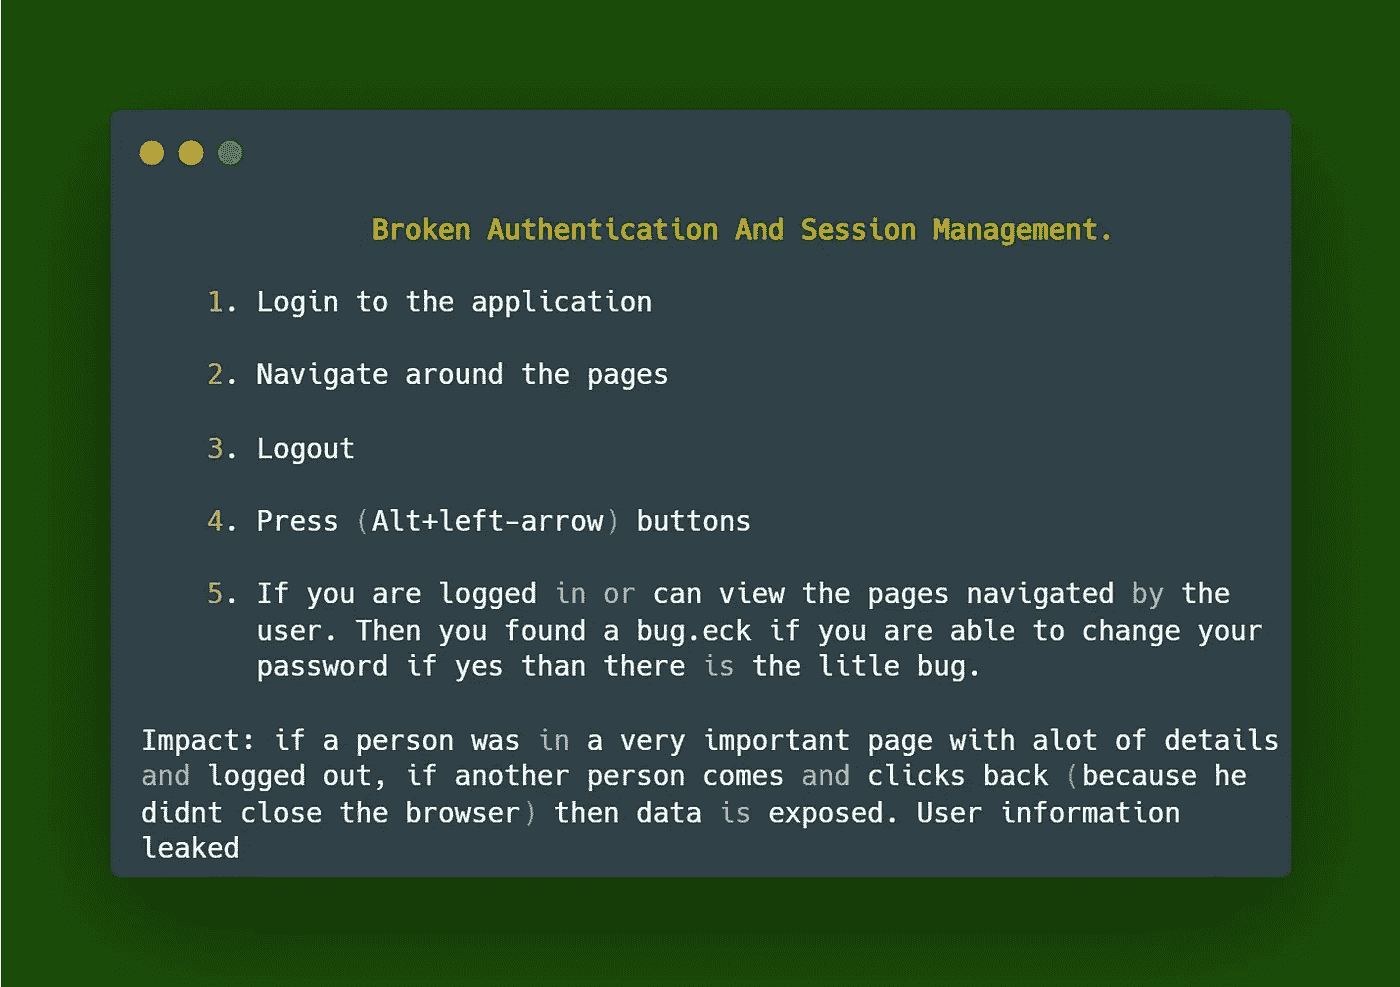 Broken Authentication And Session Management.
1. Login to the application
2. Navigate around the pages
3. Logout
4. Press (Alt+left-arrow) buttons
5. If you are logged in or can view the pages navigated by the
user. Then you found a bug.eck if you are able to change your
password if yes than there is the litle bug.
Impact: if a person was in a very important page with alot of details
and logged out, if another person comes and clicks back (because he
didnt close the browser) then data is exposed. User information
leaked